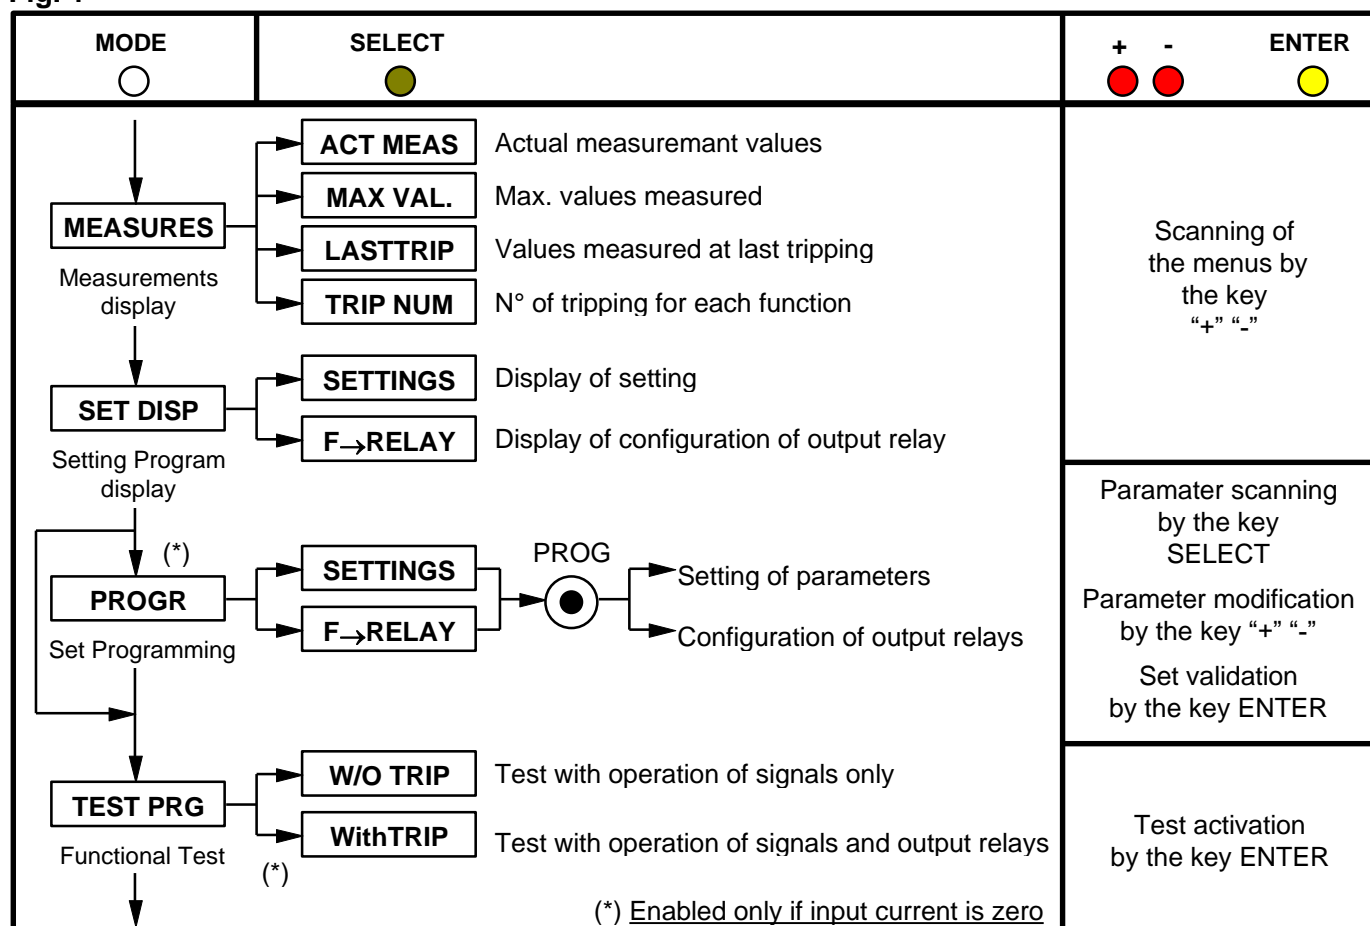 MODE
SELECT
+ -
ENTER
ACT MEAS Actual measuremant values
MAX VAL. Max. values measured
MEASURES
LASTTRIP Values measured at last tripping
Measurements
display
TRIP NUM N° of tripping for each function
Scanning of
the menus by
the key
“+” “-”
SETTINGS Display of setting
SET DISP
F→RELAY Display of configuration of output relay
Setting Program
display
(*)
SETTINGS
PROG
Setting of parameters
PROGR
F→RELAY
Configuration of output relays
Set Programming
Paramater scanning
by the key
SELECT
Parameter modification
by the key “+” “-”
Set validation
by the key ENTER
W/O TRIP Test with operation of signals only
TEST PRG
WithTRIP Test with operation of signals and output relays
Functional Test
(*)
(*) Enabled only if input current is zero
Test activation
by the key ENTER